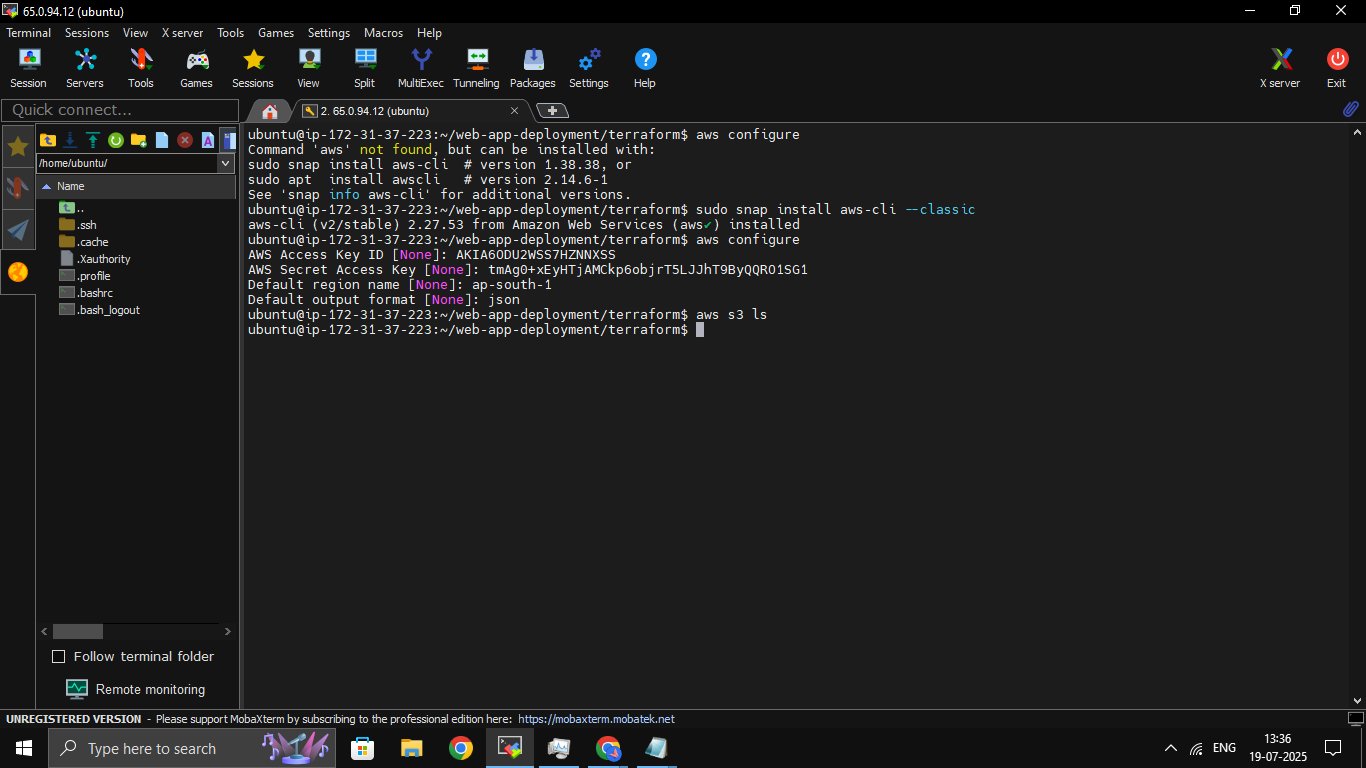 65.0.94.12 (ubuntu)
Terminal Sessions View X server Tools Games Settings Macros Help
Session Servers Tools Games Sessions View Split MultiExec Tunneling Packages Settings Help X server Exit
Quick connect...
2. 65.0.94.12 (ubuntu)
/home/ubuntu/
Name
..
.ssh
.cache
.Xauthority
.profile
.bashrc
.bash_logout
Follow terminal folder
Remote monitoring
ubuntu@ip-172-31-37-223:~/web-app-deployment/terraform$ aws configure
Command 'aws' not found, but can be installed with:
sudo snap install aws-cli  # version 1.38.38, or
sudo apt  install awscli   # version 2.14.6-1
See 'snap info aws-cli' for additional versions.
ubuntu@ip-172-31-37-223:~/web-app-deployment/terraform$ sudo snap install aws-cli --classic
aws-cli (v2/stable) 2.27.53 from Amazon Web Services (aws✓) installed
ubuntu@ip-172-31-37-223:~/web-app-deployment/terraform$ aws configure
AWS Access Key ID [None]: AKIA6ODU2WSS7HZNNXSS
AWS Secret Access Key [None]: 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
Default region name [None]: ap-south-1
Default output format [None]: json
ubuntu@ip-172-31-37-223:~/web-app-deployment/terraform$ aws s3 ls
ubuntu@ip-172-31-37-223:~/web-app-deployment/terraform$
UNREGISTERED VERSION - Please support MobaXterm by subscribing to the professional edition here: https://mobaxterm.mobatek.net
Type here to search
ENG
13:36
19-07-2025